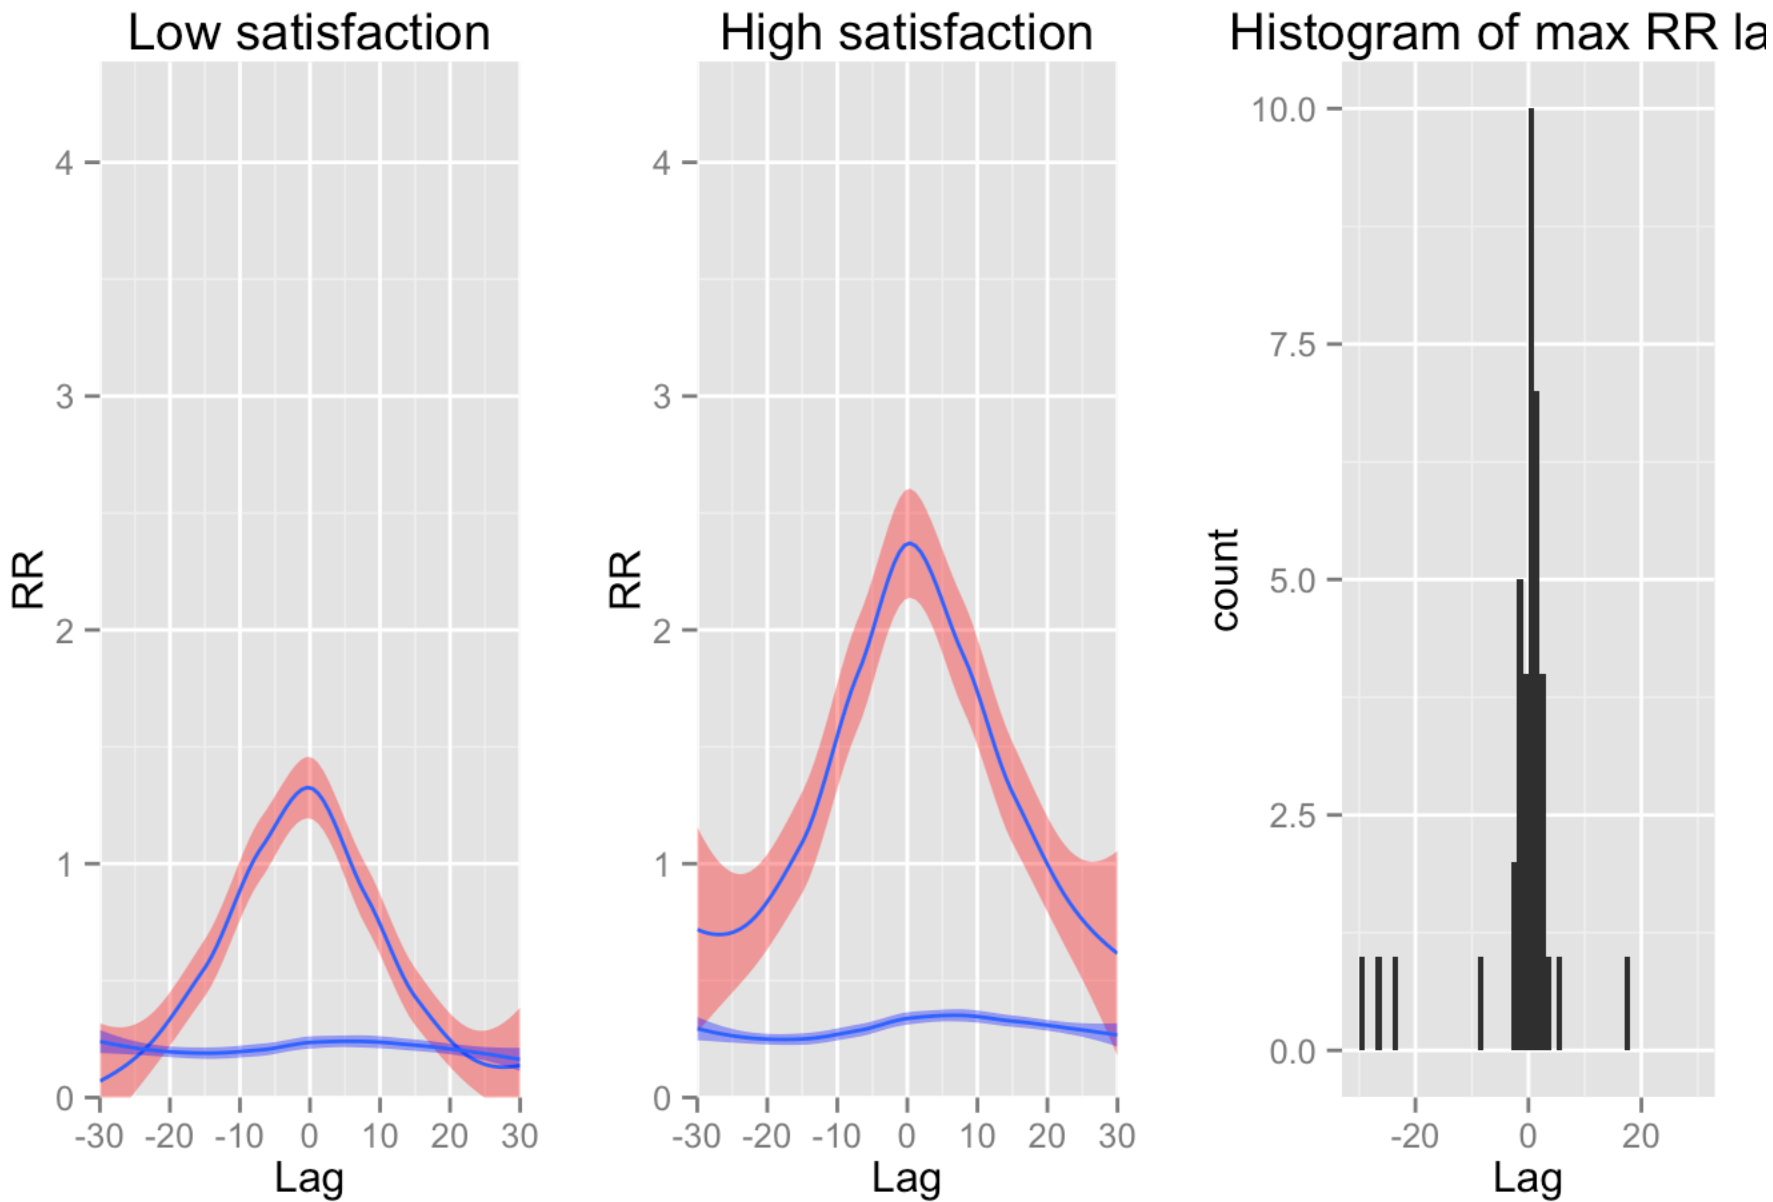 Low satisfaction
4
3
2
1
0
RR
-30 -20 -10 0 10 20 30
Lag
High satisfaction
4
3
2
1
0
RR
-30 -20 -10 0 10 20 30
Lag
Histogram of max RR la
10.0
7.5
5.0
2.5
0.0
count
-20 0 20
Lag